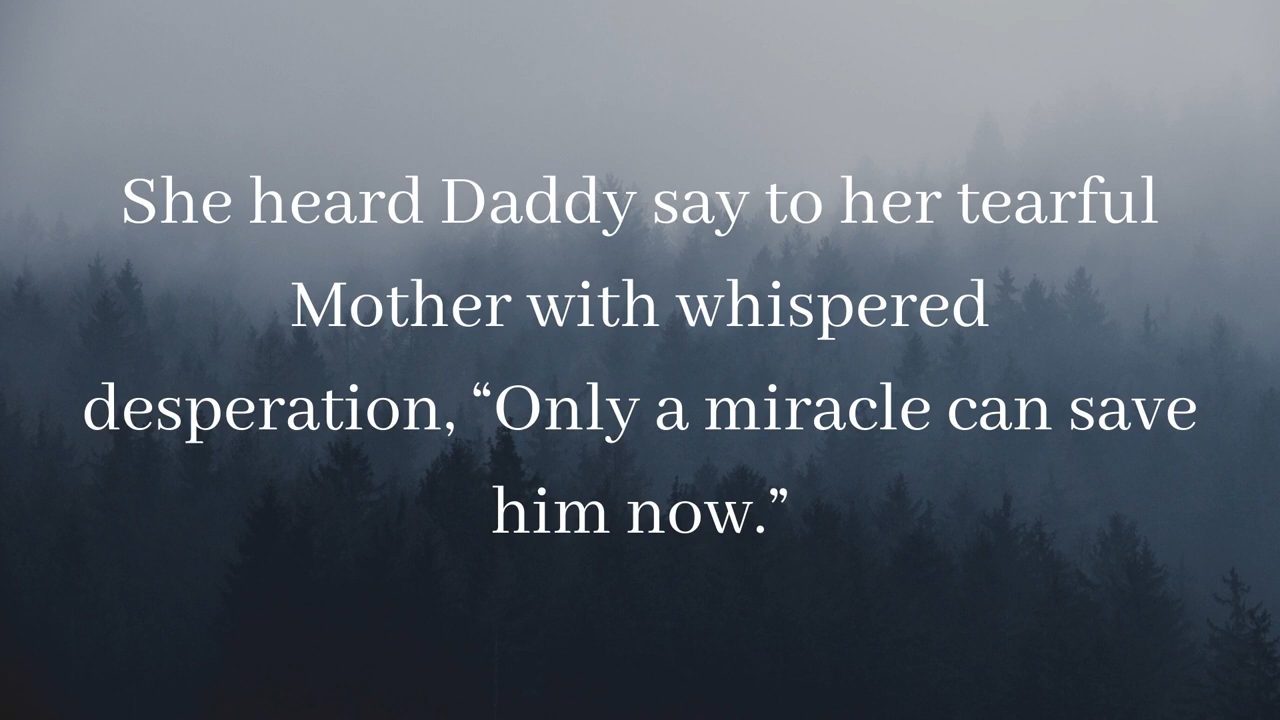 She heard Daddy say to her tearful
Mother with whispered
desperation, “Only a miracle can save
him now.”